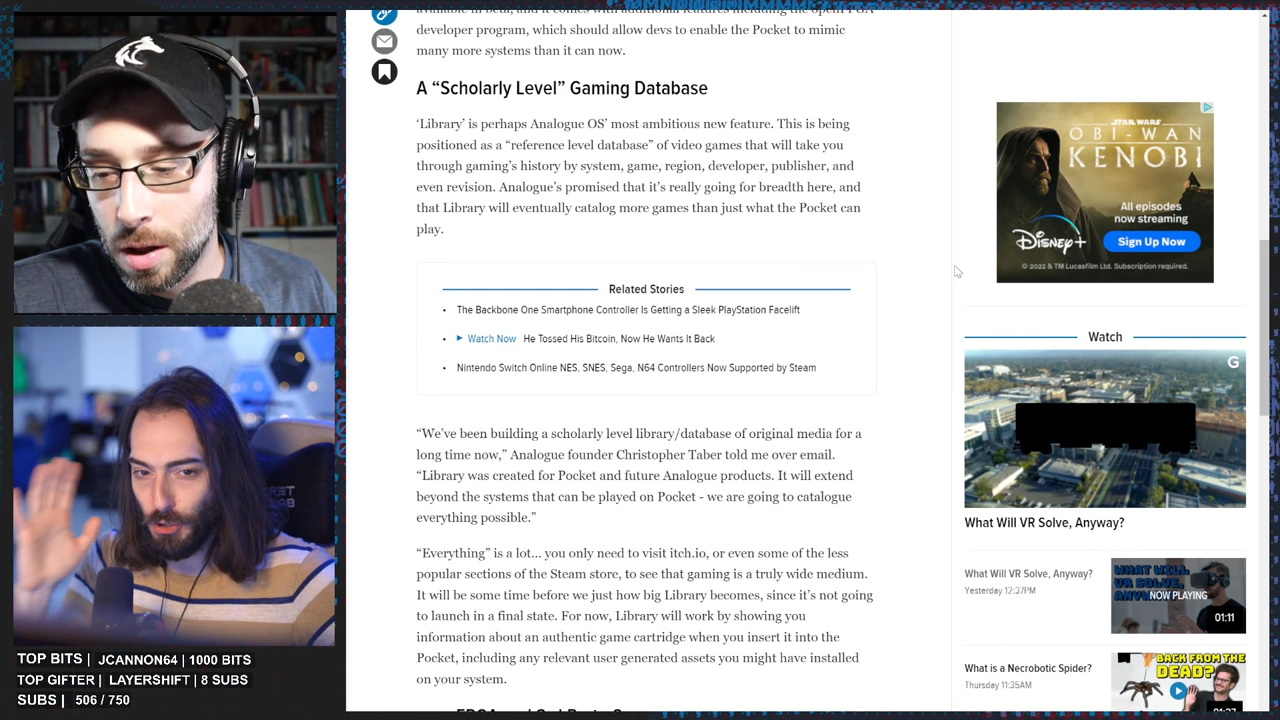 developer program, which should allow devs to enable the Pocket to mimic
many more systems than it can now.
A “Scholarly Level” Gaming Database
‘Library’ is perhaps Analogue OS’ most ambitious new feature. This is being
positioned as a “reference level database” of video games that will take you
through gaming’s history by system, game, region, developer, publisher, and
even revision. Analogue’s promised that it’s really going for breadth here, and
that Library will eventually catalog more games than just what the Pocket can
play.
Related Stories
• The Backbone One Smartphone Controller Is Getting a Sleek PlayStation Facelift
• Watch Now He Tossed His Bitcoin, Now He Wants It Back
• Nintendo Switch Online NES, SNES, Sega, N64 Controllers Now Supported by Steam
“We’ve been building a scholarly level library/database of original media for a
long time now,” Analogue founder Christopher Taber told me over email.
“Library was created for Pocket and future Analogue products. It will extend
beyond the systems that can be played on Pocket - we are going to catalogue
everything possible.”
“Everything” is a lot... you only need to visit itch.io, or even some of the less
popular sections of the Steam store, to see that gaming is a truly wide medium.
It will be some time before we just how big Library becomes, since it’s not going
to launch in a final state. For now, Library will work by showing you
information about an authentic game cartridge when you insert it into the
Pocket, including any relevant user generated assets you might have installed
on your system.
STAR WARS
OBI-WAN
KENOBI
All episodes
now streaming
Disney+
Sign Up Now
© 2022 & TM Lucasfilm Ltd. Subscription required.
Watch
G
What Will VR Solve, Anyway?
What Will VR Solve, Anyway?
Yesterday 12:37PM
WHAT WILL
VR SOLVE,
NOW PLAYING
01:11
What is a Necrobotic Spider?
Thursday 11:35AM
BACK FROM THE
DEAD?
01:37
TOP BITS | JCANNON64 | 1000 BITS
TOP GIFTER | LAYERSHIFT | 8 SUBS
SUBS | 506 / 750